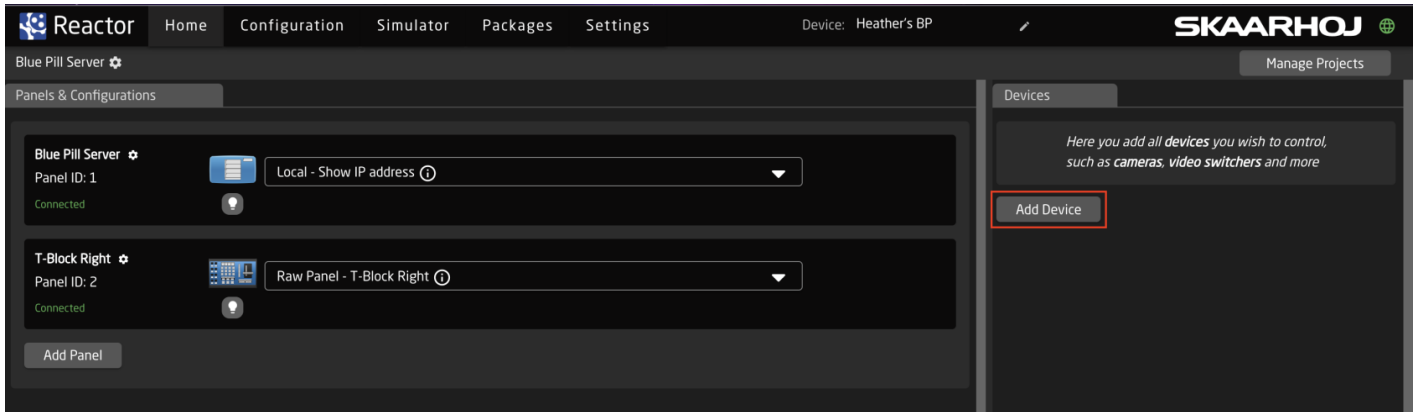 Reactor Home Configuration Simulator Packages Settings Device: Heather's BP SKAARHOJ
Blue Pill Server Manage Projects
Panels & Configurations
Blue Pill Server
Panel ID: 1
Connected
Local - Show IP address
T-Block Right
Panel ID: 2
Connected
Raw Panel - T-Block Right
Add Panel
Devices
Here you add all devices you wish to control,
such as cameras, video switchers and more
Add Device